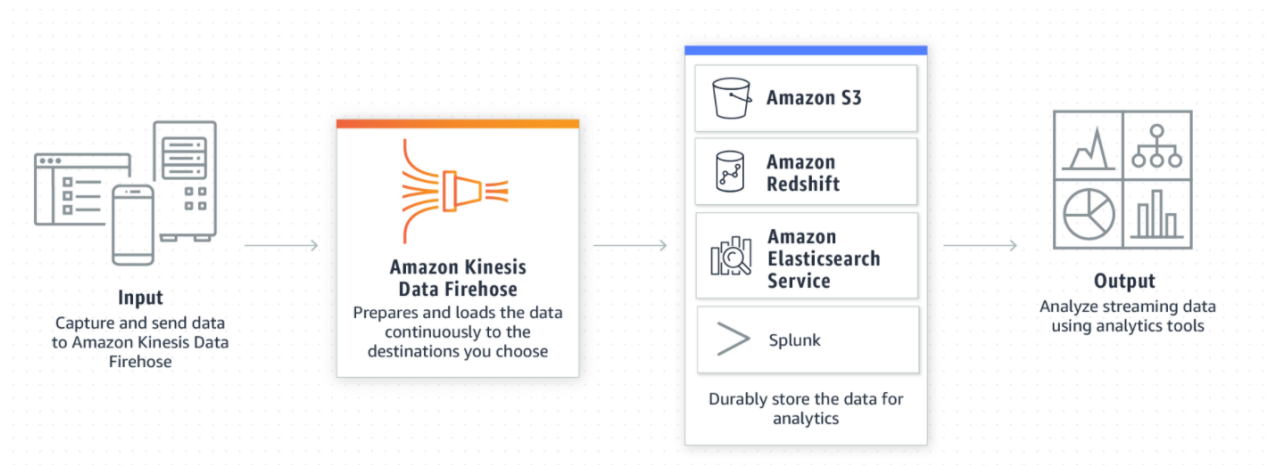 Input
Capture and send data
to Amazon Kinesis Data
Firehose
Amazon Kinesis
Data Firehose
Prepares and loads the data
continuously to the
destinations you choose
Amazon S3
Amazon
Redshift
Amazon
Elasticsearch
Service
Splunk
Durably store the data for
analytics
Output
Analyze streaming data
using analytics tools